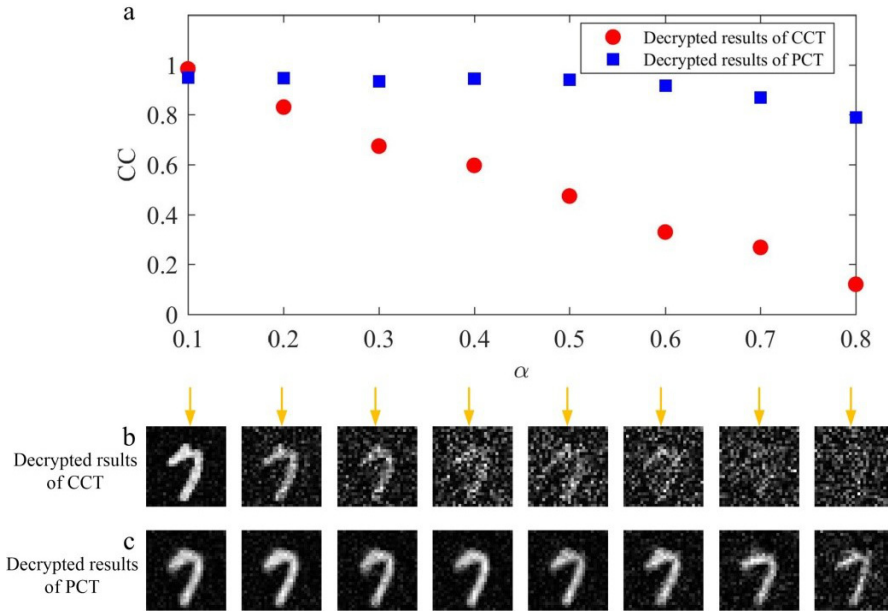 a
Decrypted results of CCT
Decrypted results of PCT
1
0.8
0.6
0.4
0.2
0
CC
0.1 0.2 0.3 0.4 0.5 0.6 0.7 0.8
α
b
Decrypted rsults
of CCT
c
Decrypted results
of PCT